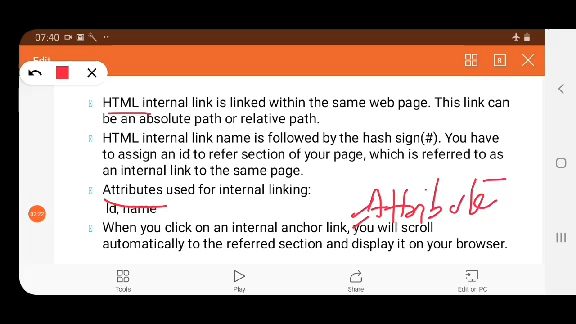 07:40
Edit
HTML internal link is linked within the same web page. This link can
be an absolute path or relative path.
HTML internal link name is followed by the hash sign(#). You have
to assign an id to refer section of your page, which is referred to as
an internal link to the same page.
Attributes used for internal linking:
Id, name
Attribute
When you click on an internal anchor link, you will scroll
automatically to the referred section and display it on your browser.
Tools Play Share Edit on PC